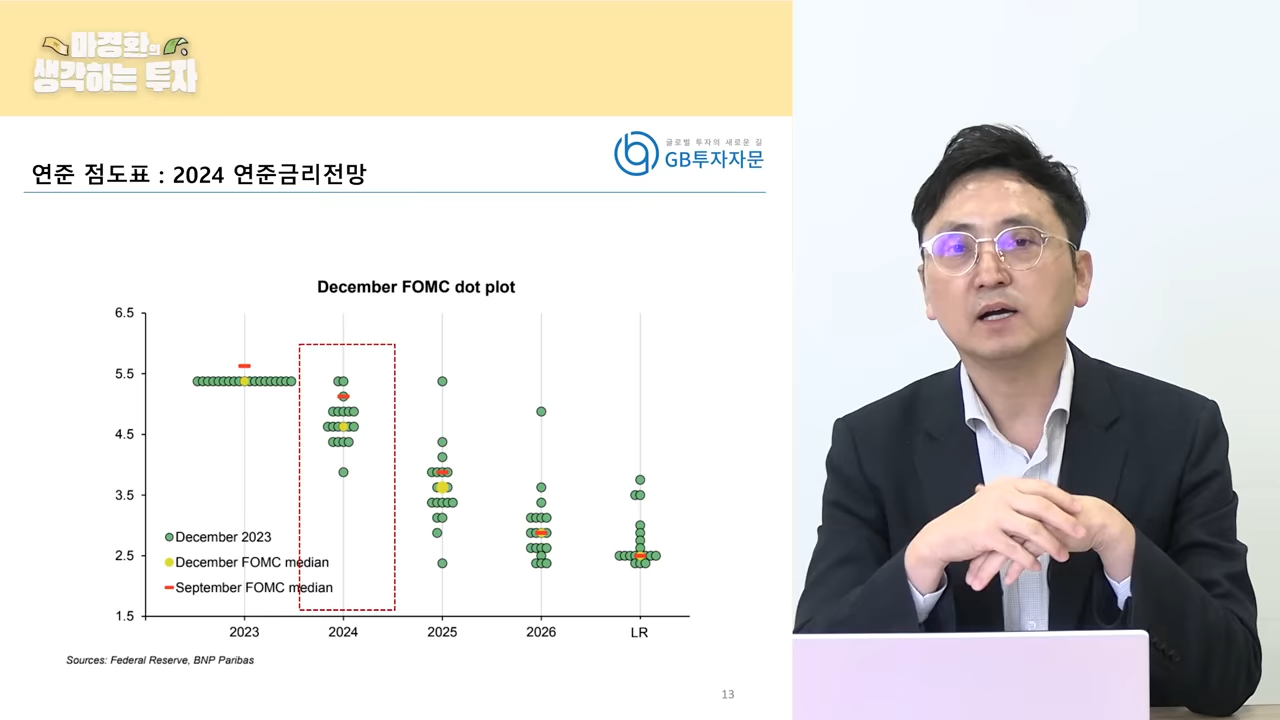 마경환의
생각하는 투자
글로벌 투자의 새로운 길
GB투자자문
연준 점도표 : 2024 연준금리전망
December FOMC dot plot
6.5
5.5
4.5
3.5
2.5
1.5
December 2023
December FOMC median
September FOMC median
2023
2024
2025
2026
LR
Sources: Federal Reserve, BNP Paribas
13